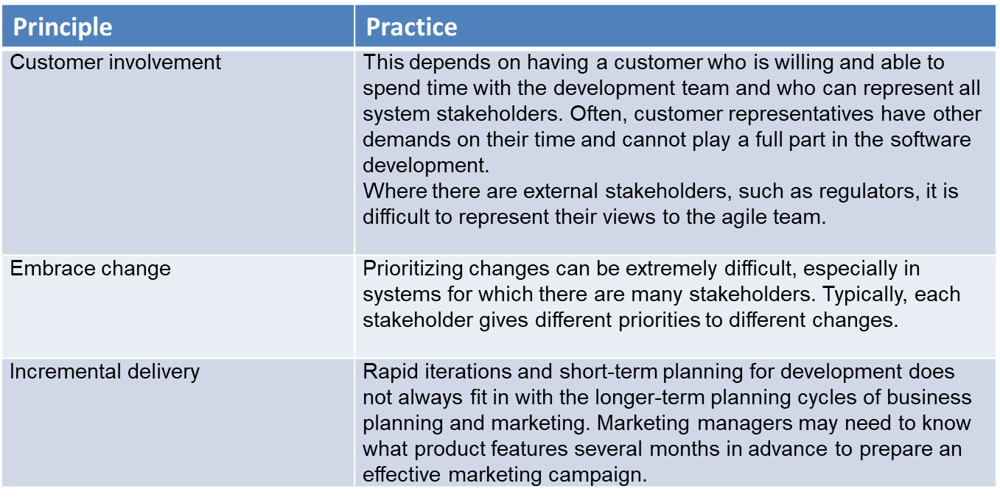 Principle
Practice
Customer involvement
This depends on having a customer who is willing and able to
spend time with the development team and who can represent all
system stakeholders. Often, customer representatives have other
demands on their time and cannot play a full part in the software
development.
Where there are external stakeholders, such as regulators, it is
difficult to represent their views to the agile team.
Embrace change
Prioritizing changes can be extremely difficult, especially in
systems for which there are many stakeholders. Typically, each
stakeholder gives different priorities to different changes.
Incremental delivery
Rapid iterations and short-term planning for development does
not always fit in with the longer-term planning cycles of business
planning and marketing. Marketing managers may need to know
what product features several months in advance to prepare an
effective marketing campaign.